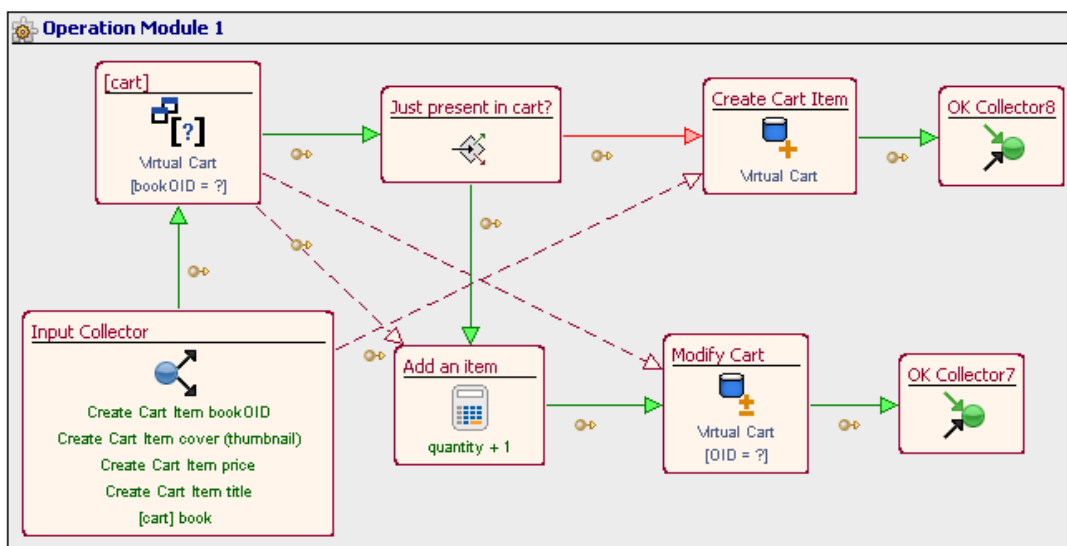 Operation Module 1
[cart]
[?]
Virtual Cart
[bookOID = ?]
Just present in cart?
Create Cart Item
Virtual Cart
OK Collector8
Input Collector
Create Cart Item bookOID
Create Cart Item cover (thumbnail)
Create Cart Item price
Create Cart Item title
[cart] book
Add an item
quantity + 1
Modify Cart
Virtual Cart
[OID = ?]
OK Collector7